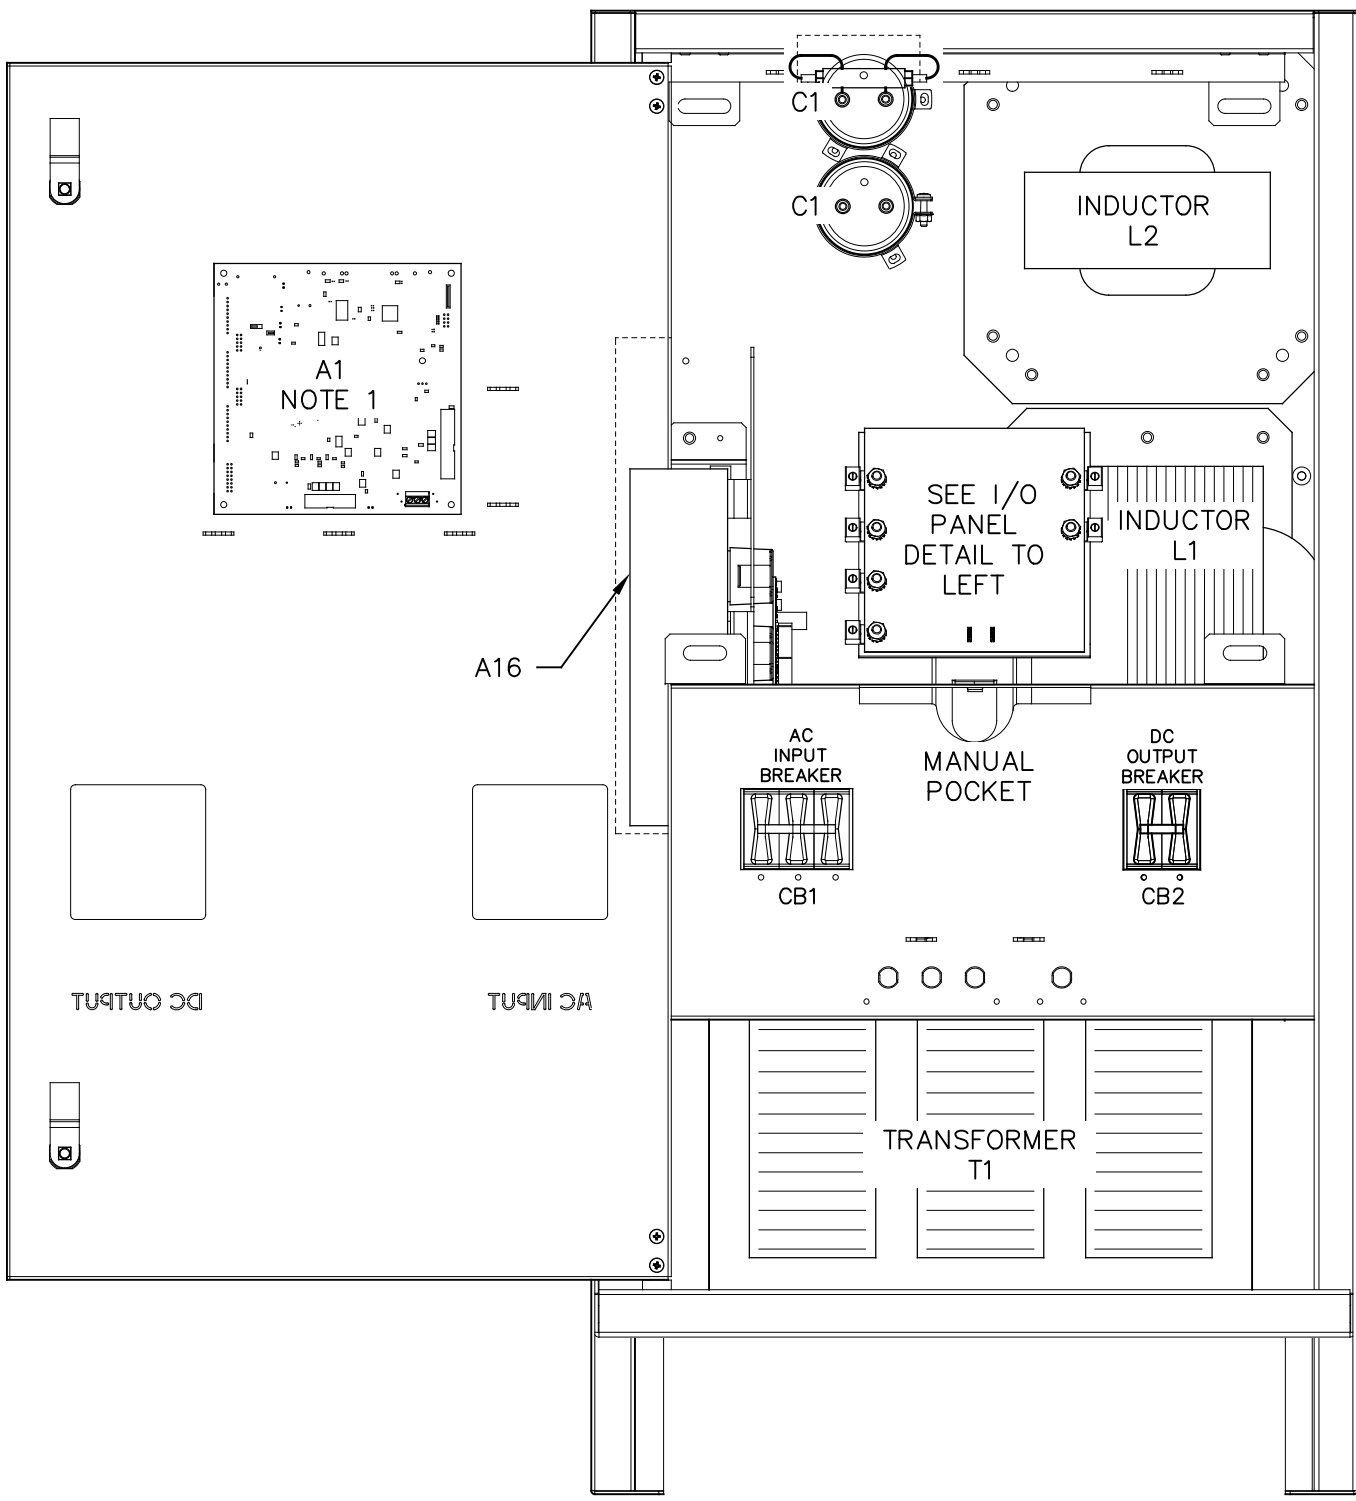 C1
C1
INDUCTOR
L2
A1
NOTE 1
SEE I/O
PANEL
DETAIL TO
LEFT
INDUCTOR
L1
A16
AC
INPUT
BREAKER
MANUAL
POCKET
DC
OUTPUT
BREAKER
CB1
CB2
DC OUTPUT
AC INPUT
TRANSFORMER
T1